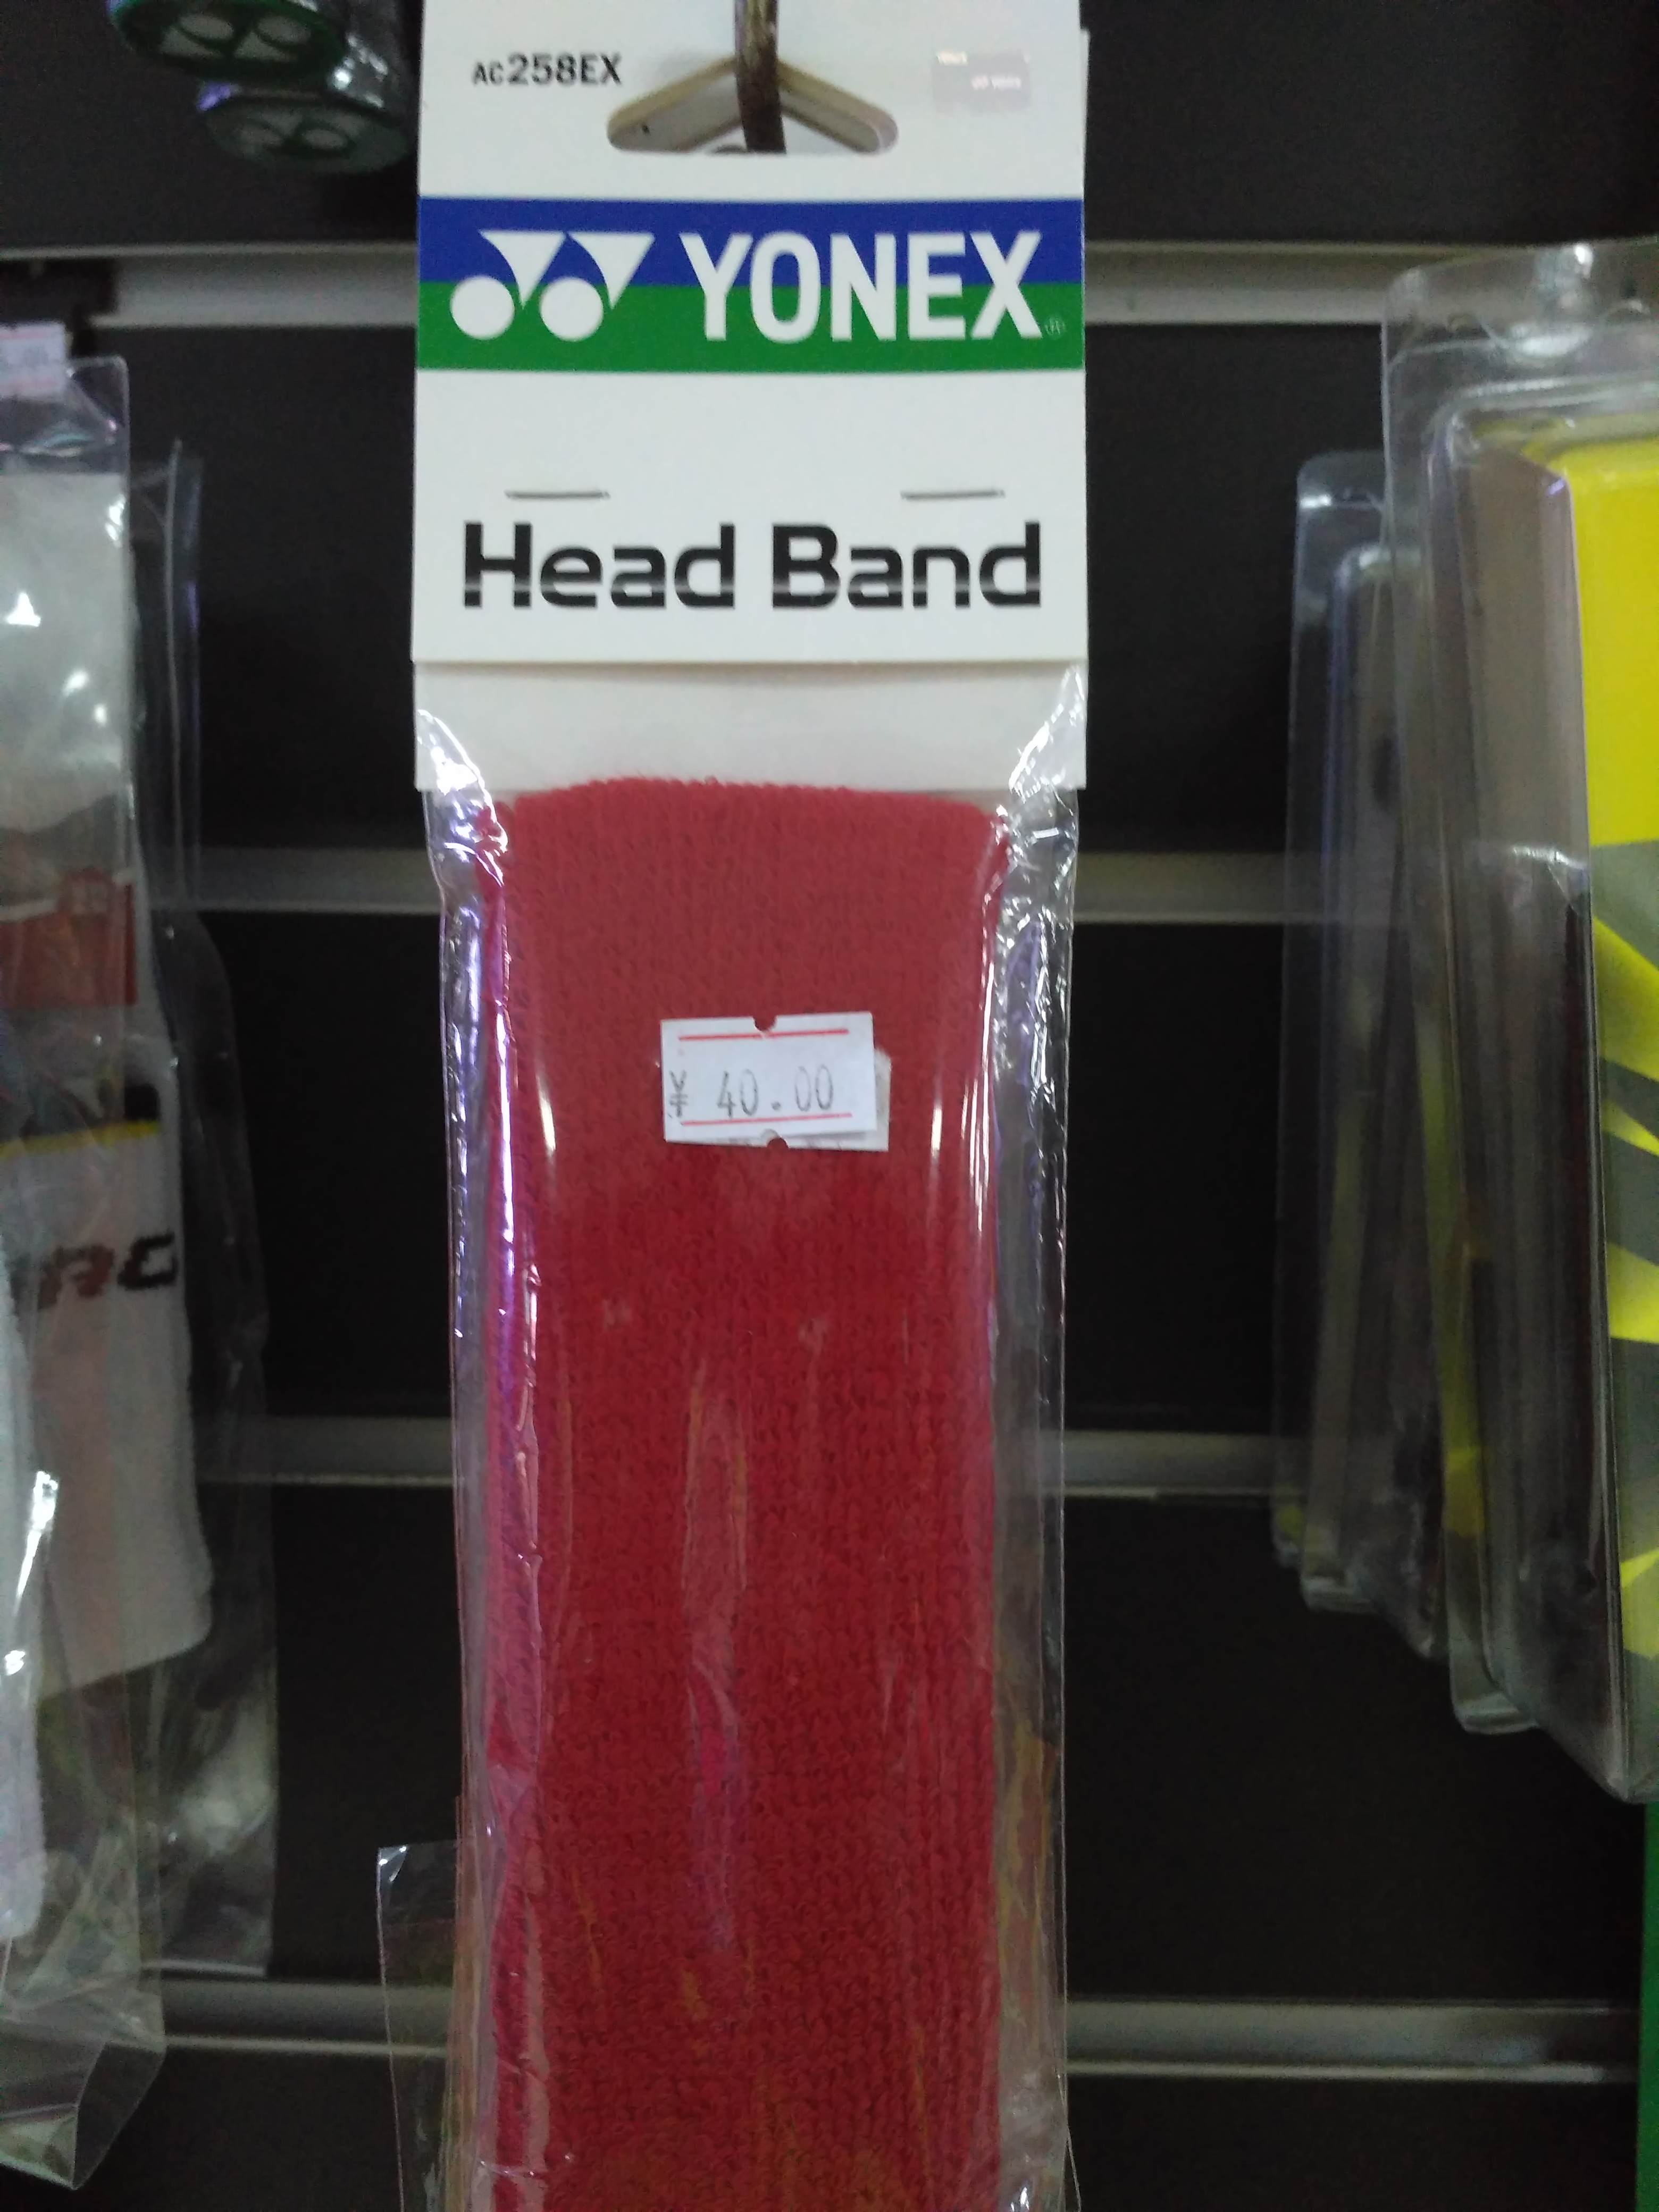 AC258EX
YONEX
Head Band
¥ 40.00